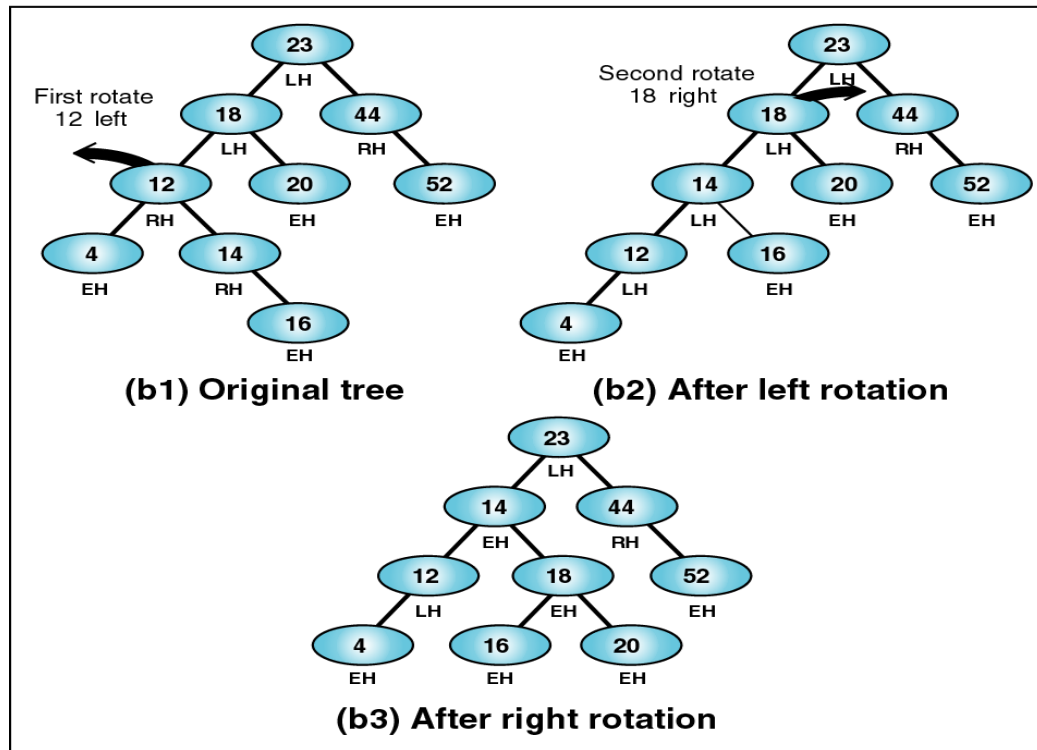 23
LH
First rotate
12 left
18
44
LH
RH
12
20
52
RH
EH
EH
4
14
EH
RH
16
EH
(b1) Original tree
23
LH
Second rotate
18 right
18
44
LH
RH
14
20
52
LH
EH
EH
12
16
LH
EH
4
EH
(b2) After left rotation
23
LH
14
44
EH
RH
12
18
52
LH
EH
EH
4
16
20
EH
EH
EH
(b3) After right rotation